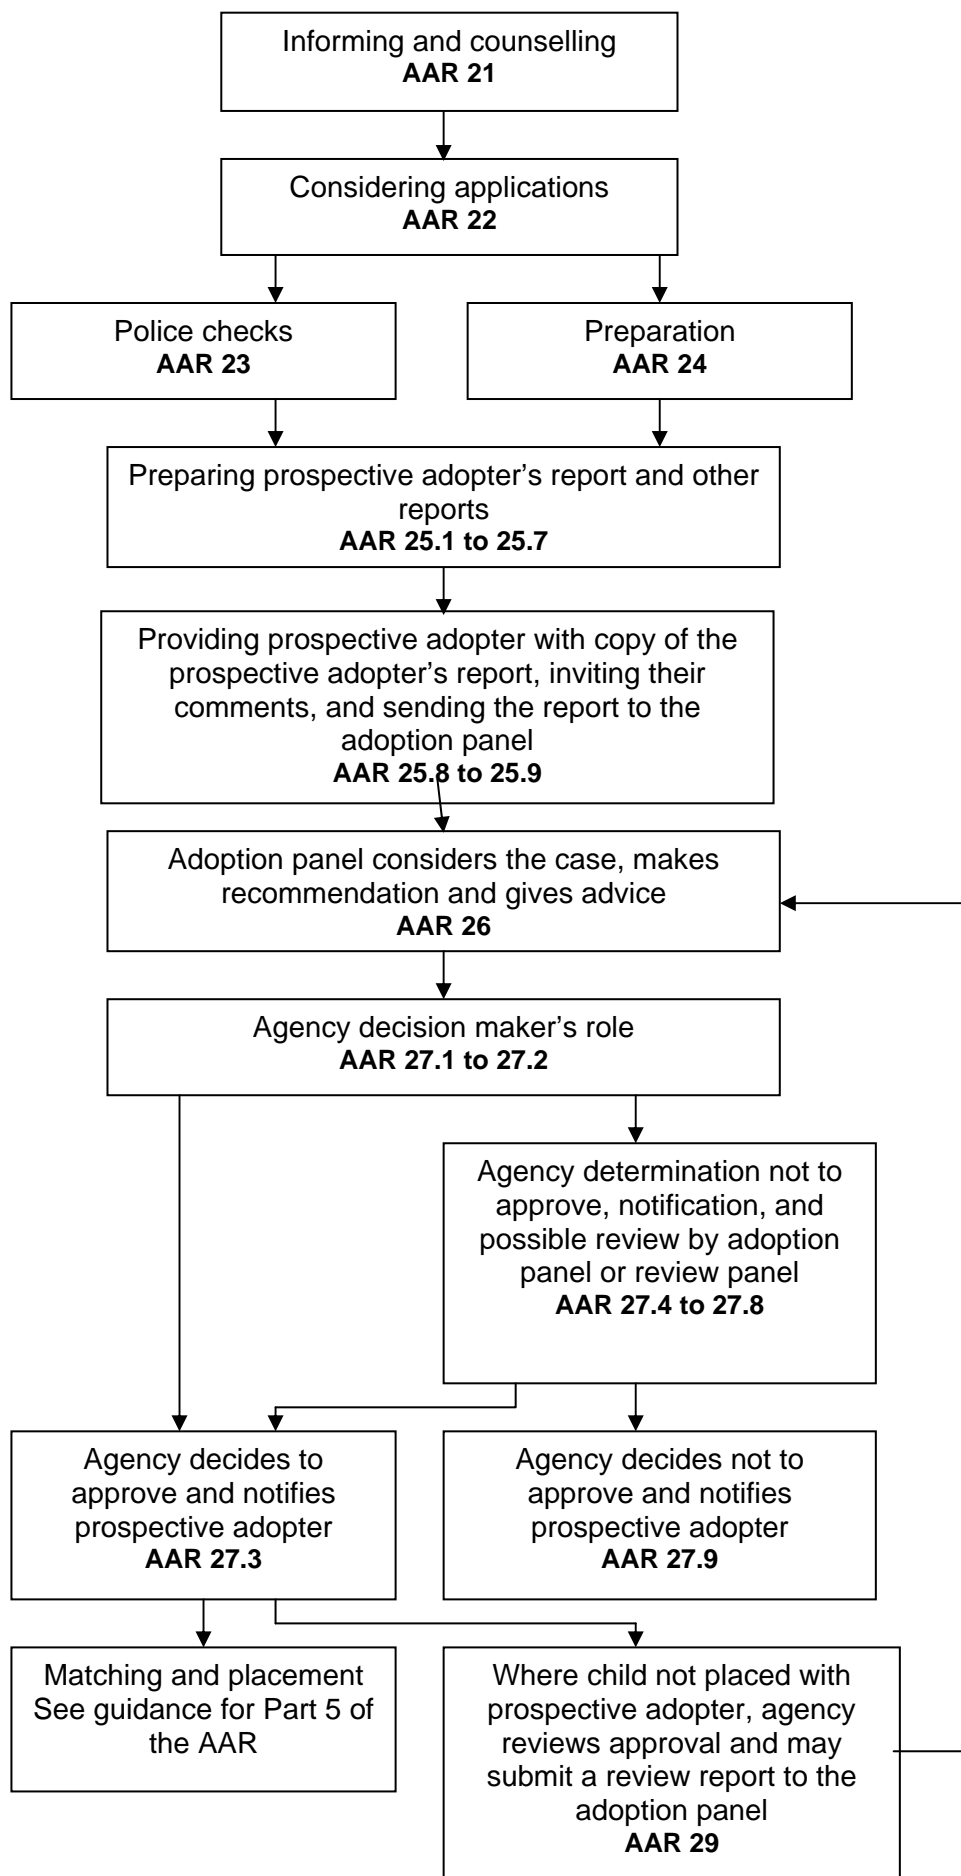 Informing and counselling
AAR 21
Considering applications
AAR 22
Police checks
AAR 23
Preparation
AAR 24
Preparing prospective adopter’s report and other
reports
AAR 25.1 to 25.7
Providing prospective adopter with copy of the
prospective adopter’s report, inviting their
comments, and sending the report to the
adoption panel
AAR 25.8 to 25.9
Adoption panel considers the case, makes
recommendation and gives advice
AAR 26
Agency decision maker’s role
AAR 27.1 to 27.2
Agency determination not to
approve, notification, and
possible review by adoption
panel or review panel
AAR 27.4 to 27.8
Agency decides to
approve and notifies
prospective adopter
AAR 27.3
Agency decides not to
approve and notifies
prospective adopter
AAR 27.9
Matching and placement
See guidance for Part 5 of
the AAR
Where child not placed with
prospective adopter, agency
reviews approval and may
submit a review report to the
adoption panel
AAR 29